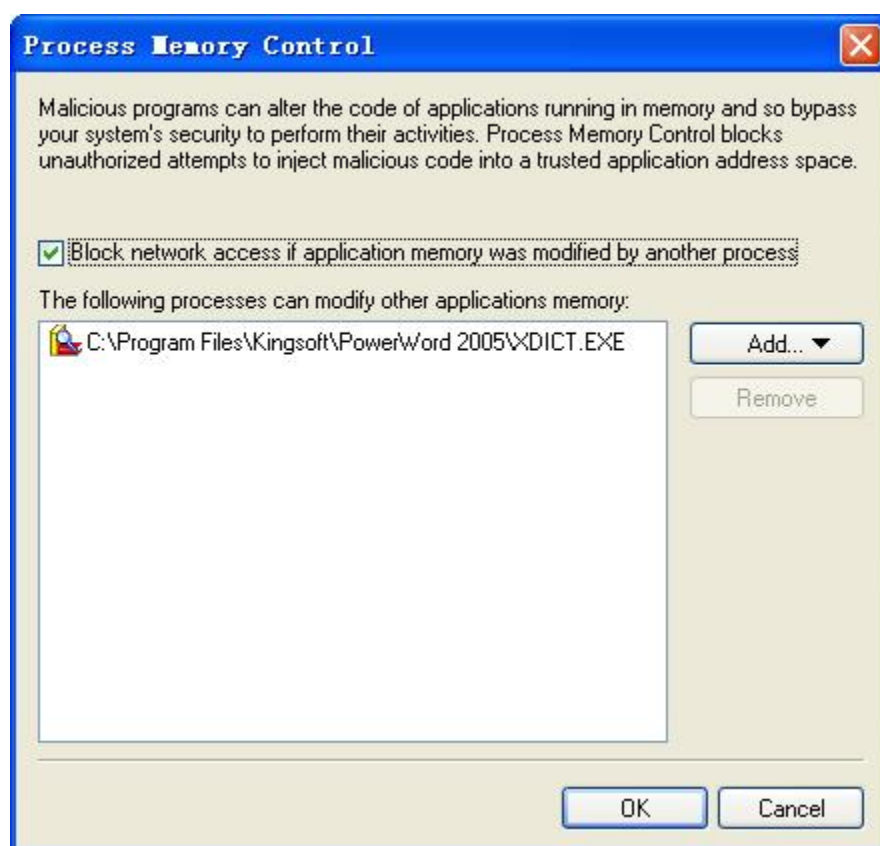 Process Memory Control
Malicious programs can alter the code of applications running in memory and so bypass
your system's security to perform their activities. Process Memory Control blocks
unauthorized attempts to inject malicious code into a trusted application address space.
Block network access if application memory was modified by another process
The following processes can modify other applications memory:
C:\Program Files\Kingsoft\PowerWord 2005\XDICT.EXE
Add...
Remove
OK
Cancel